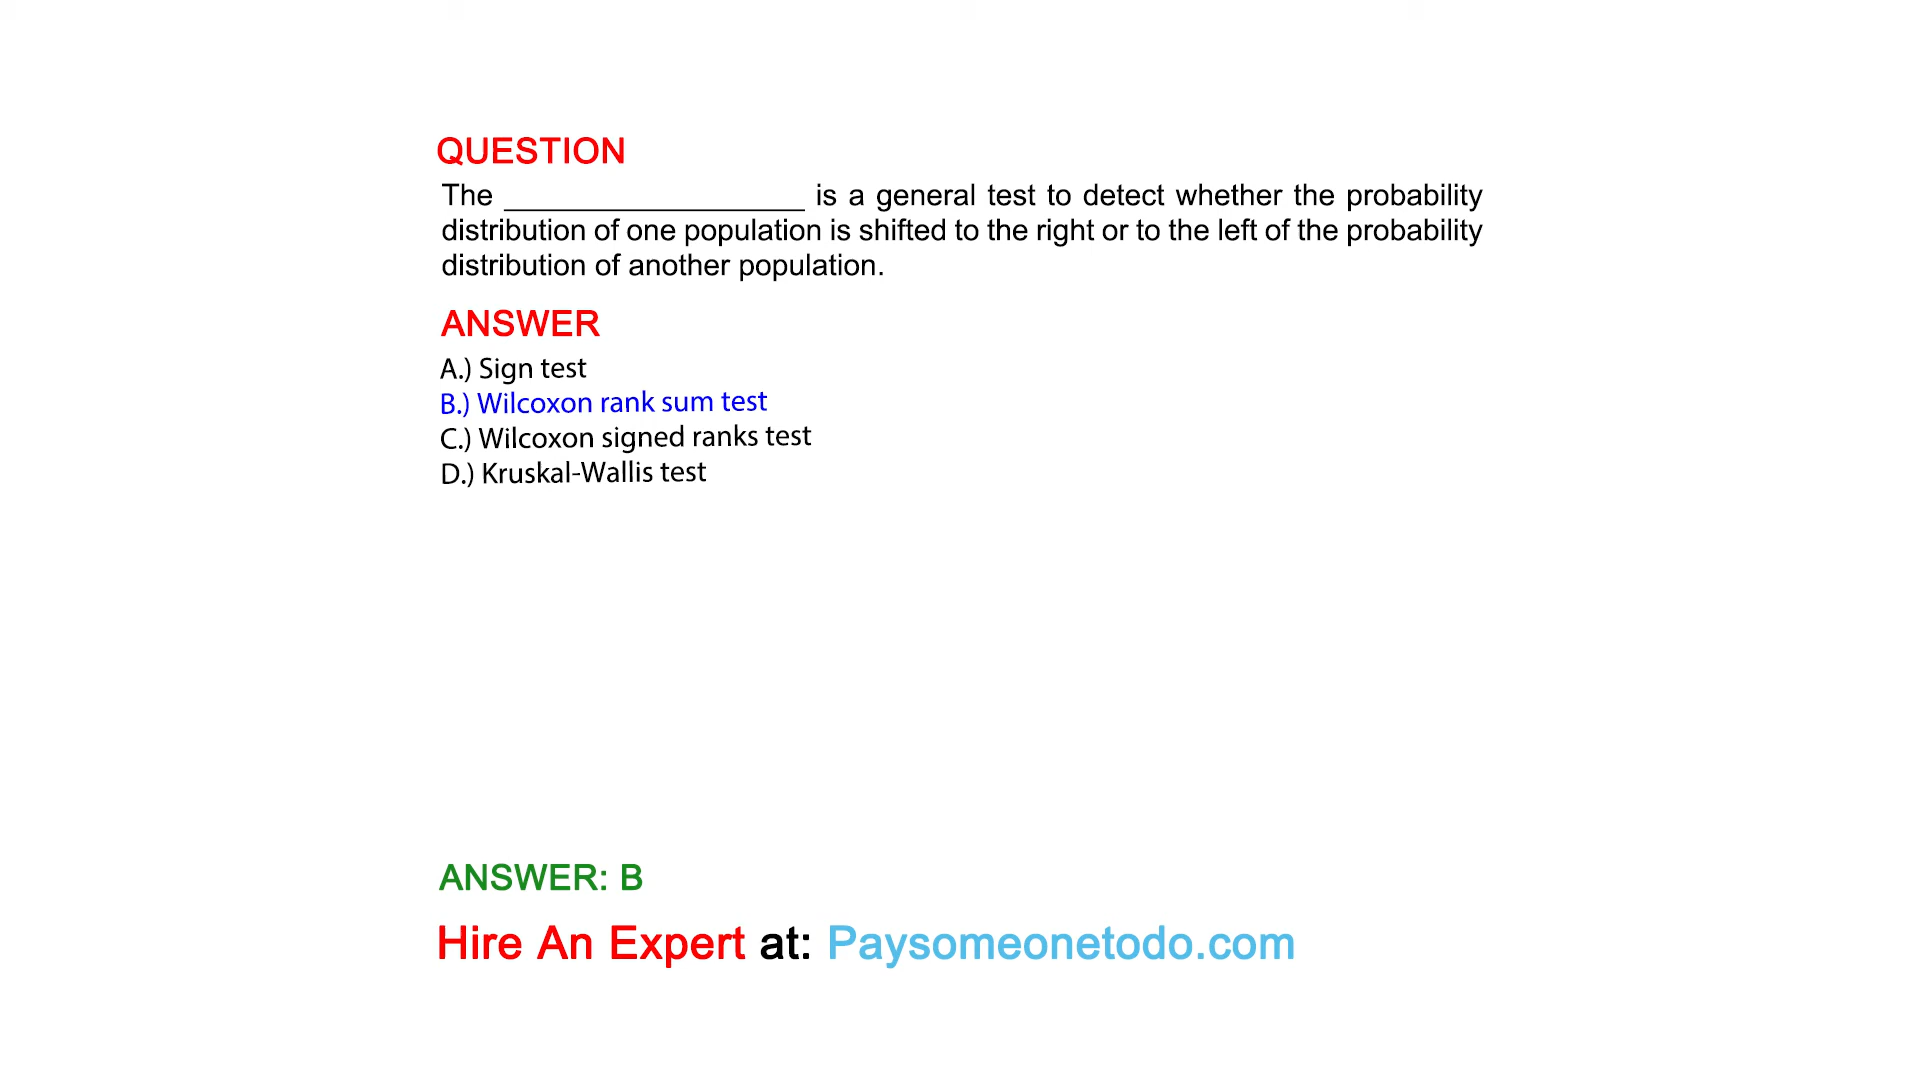 QUESTION
The ____________________ is a general test to detect whether the probability
distribution of one population is shifted to the right or to the left of the probability
distribution of another population.
ANSWER
A.) Sign test
B.) Wilcoxon rank sum test
C.) Wilcoxon signed ranks test
D.) Kruskal-Wallis test
ANSWER: B
Hire An Expert at: Paysomeonetodo.com